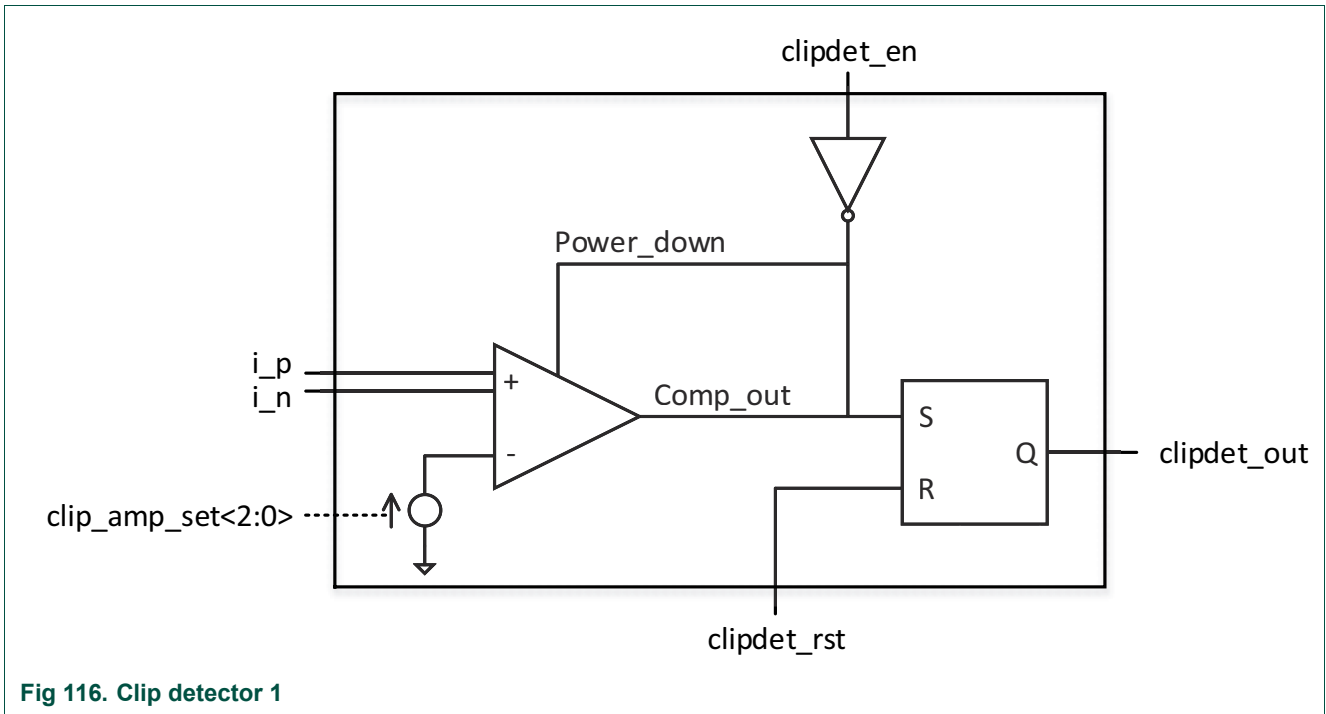 clipdet_en
Power_down
i_p
i_n
+
Comp_out
S
-
Q
clipdet_out
R
clip_amp_set<2:0>
clipdet_rst
Fig 116. Clip detector 1